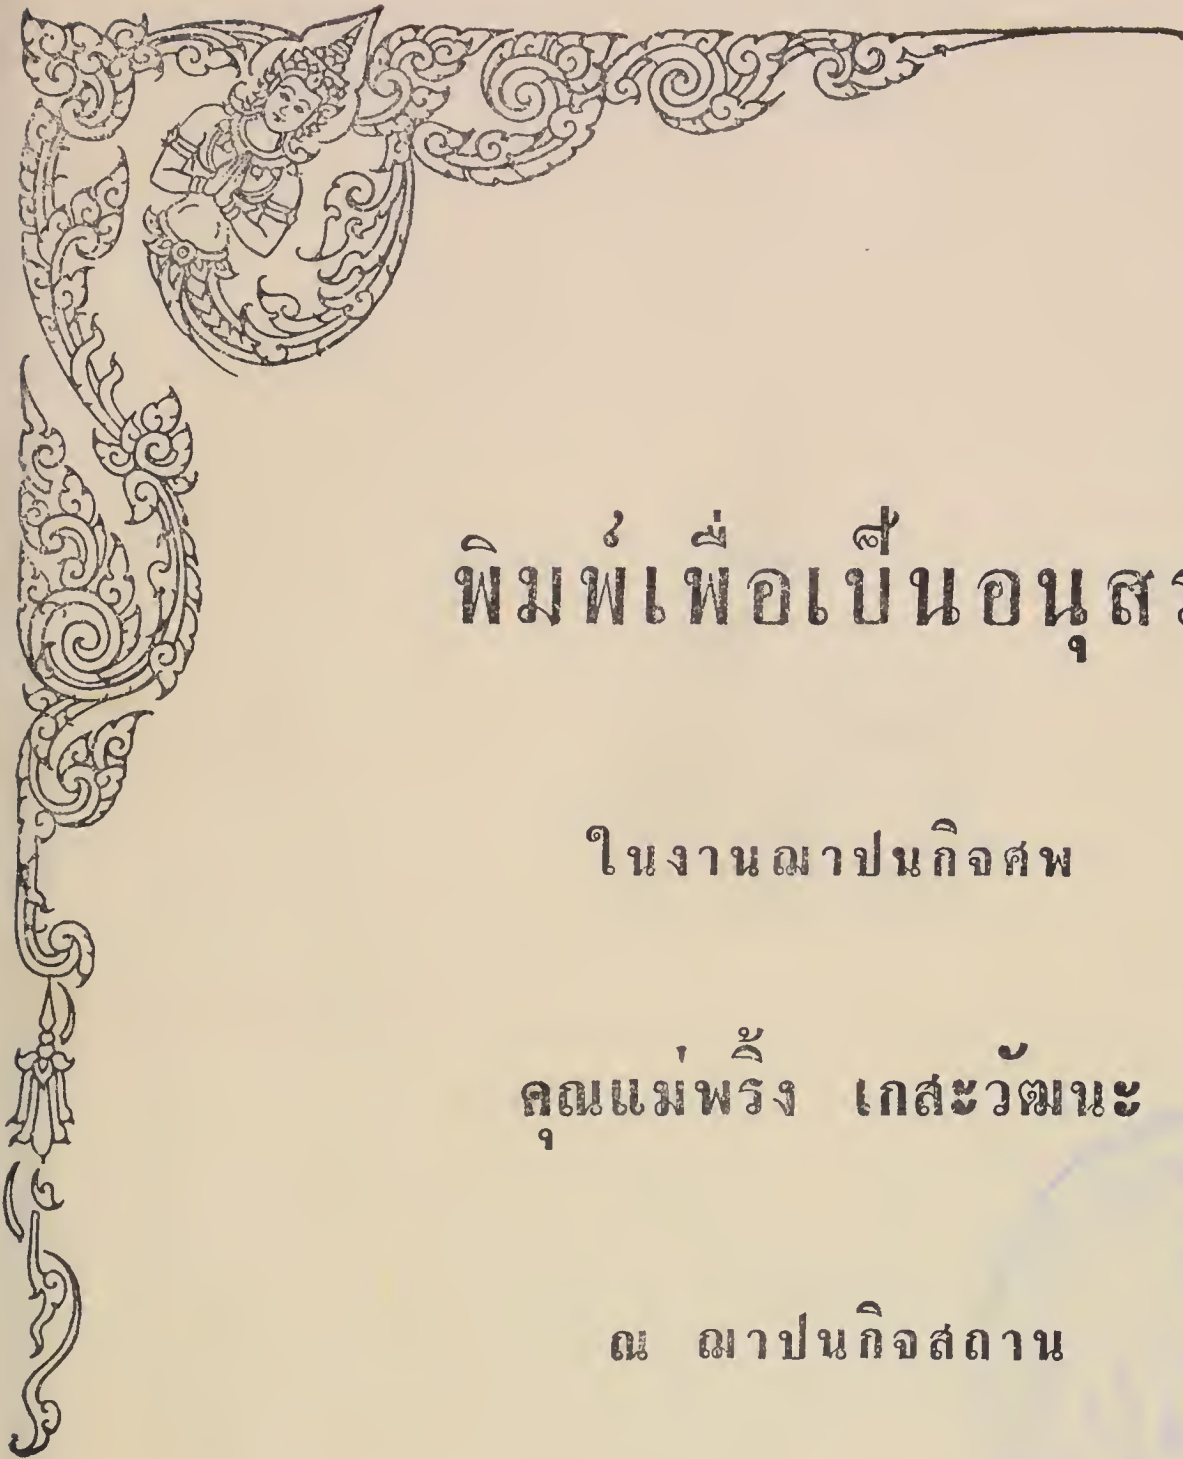 พิมพ์เพื่อเป็นอนุสร
ในงานฌาปนกิจศพ
คุณแม่พริ้ง เกสะวัฒนะ
ณ ฌาปนกิจสถาน